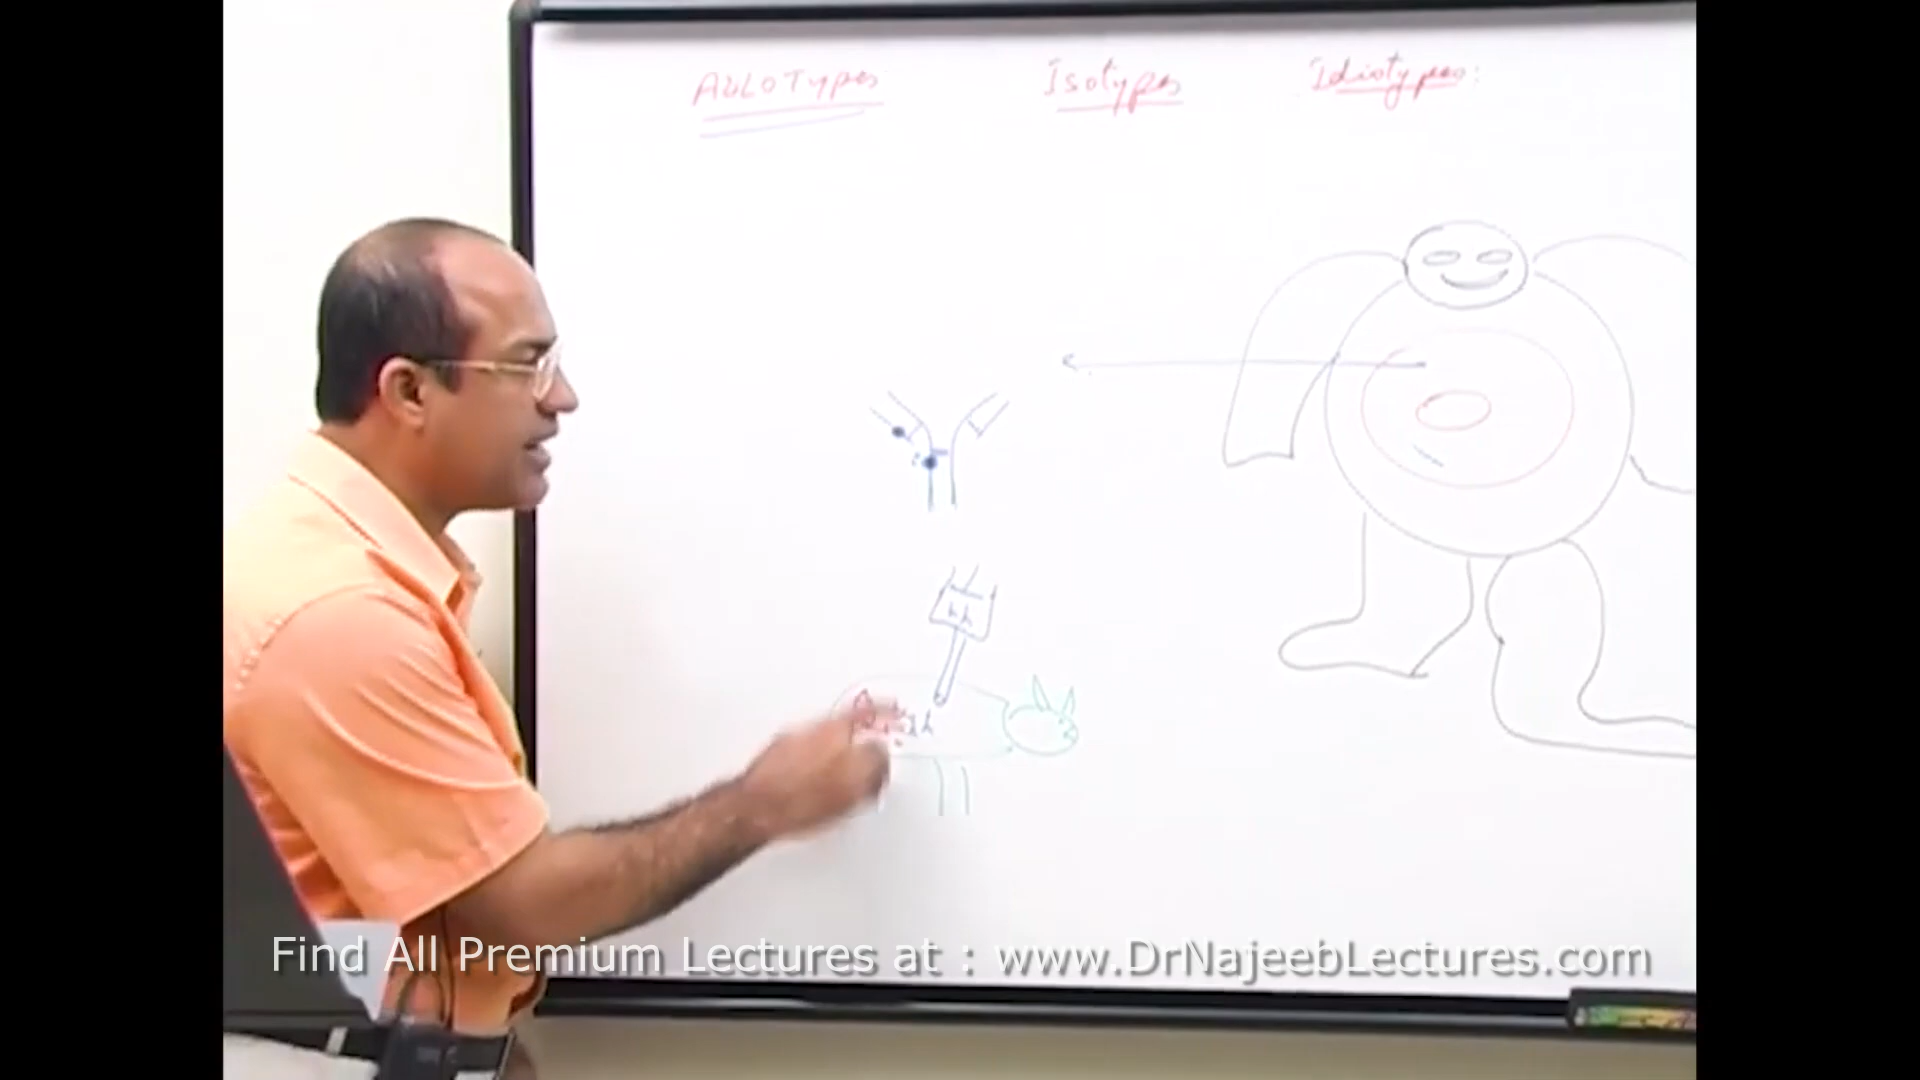 ALLOTypes Isotypes Idiotypes:
Find All Premium Lectures at : www.DrNajeebLectures.com